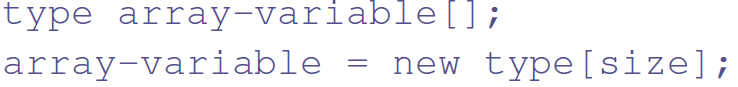 type array-variable[];
array-variable = new type[size];